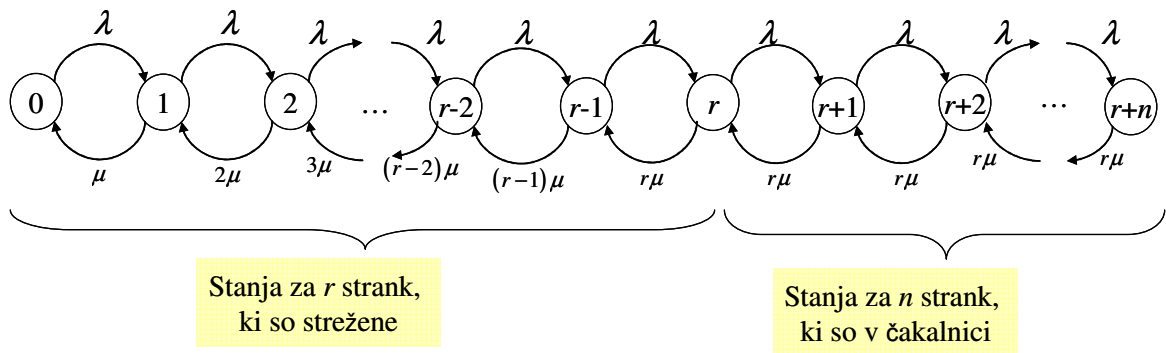 λ λ λ λ λ λ λ λ λ λ
0 1 2 … r-2 r-1 r r+1 r+2 … r+n
μ 2μ 3μ (r−2)μ (r−1)μ rμ rμ rμ rμ rμ
Stanja za r strank,
ki so strežene
Stanja za n strank,
ki so v čakalnici